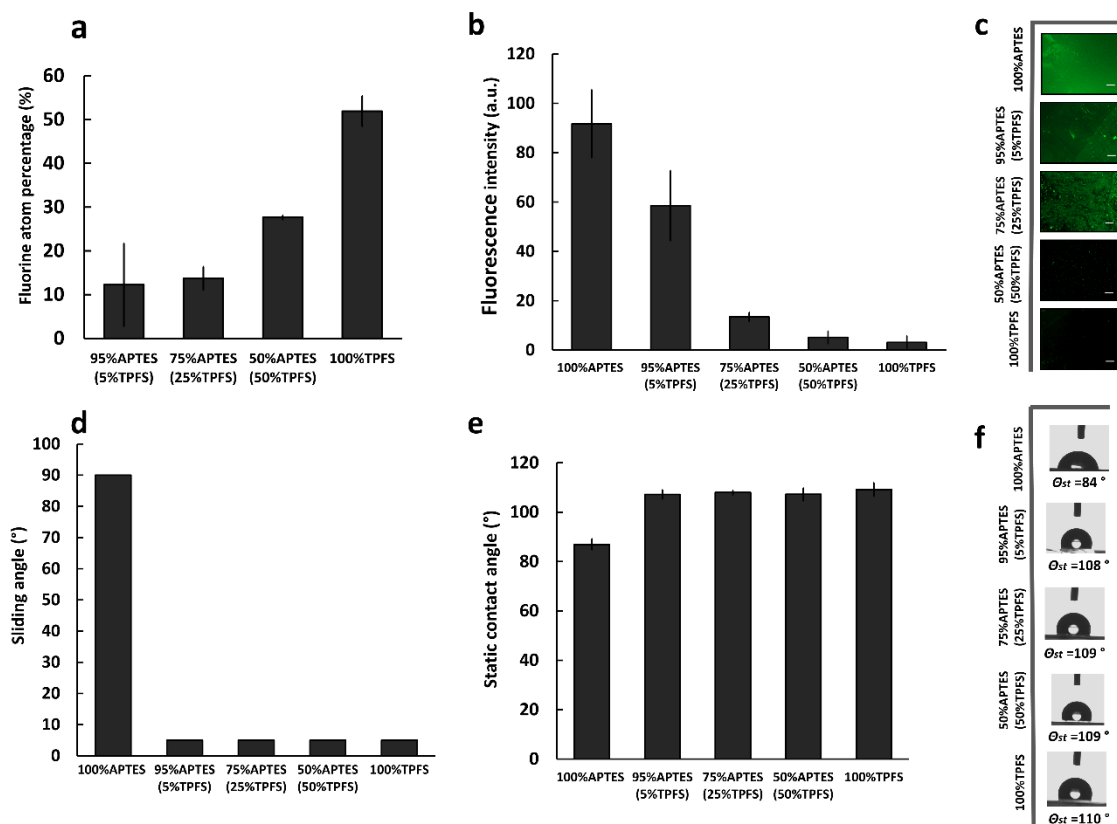 a
Fluorine atom percentage (%)
60
50
40
30
20
10
0
95%APTES
(5%TPFS)
75%APTES
(25%TPFS)
50%APTES
(50%TPFS)
100%TPFS
b
Fluorescence intensity (a.u.)
120
100
80
60
40
20
0
100%APTES
95%APTES
(5%TPFS)
75%APTES
(25%TPFS)
50%APTES
(50%TPFS)
100%TPFS
c
100%APTES
95%APTES
(5%TPFS)
75%APTES
(25%TPFS)
50%APTES
(50%TPFS)
100%TPFS
d
Sliding angle (°)
100
90
80
70
60
50
40
30
20
10
0
100%APTES
95%APTES
(5%TPFS)
75%APTES
(25%TPFS)
50%APTES
(50%TPFS)
100%TPFS
e
Static contact angle (°)
120
100
80
60
40
20
0
100%APTES
95%APTES
(5%TPFS)
75%APTES
(25%TPFS)
50%APTES
(50%TPFS)
100%TPFS
f
100%APTES
Θst =84 °
95%APTES
(5%TPFS)
Θst =108 °
75%APTES
(25%TPFS)
Θst =109 °
50%APTES
(50%TPFS)
Θst =109 °
100%TPFS
Θst =110 °